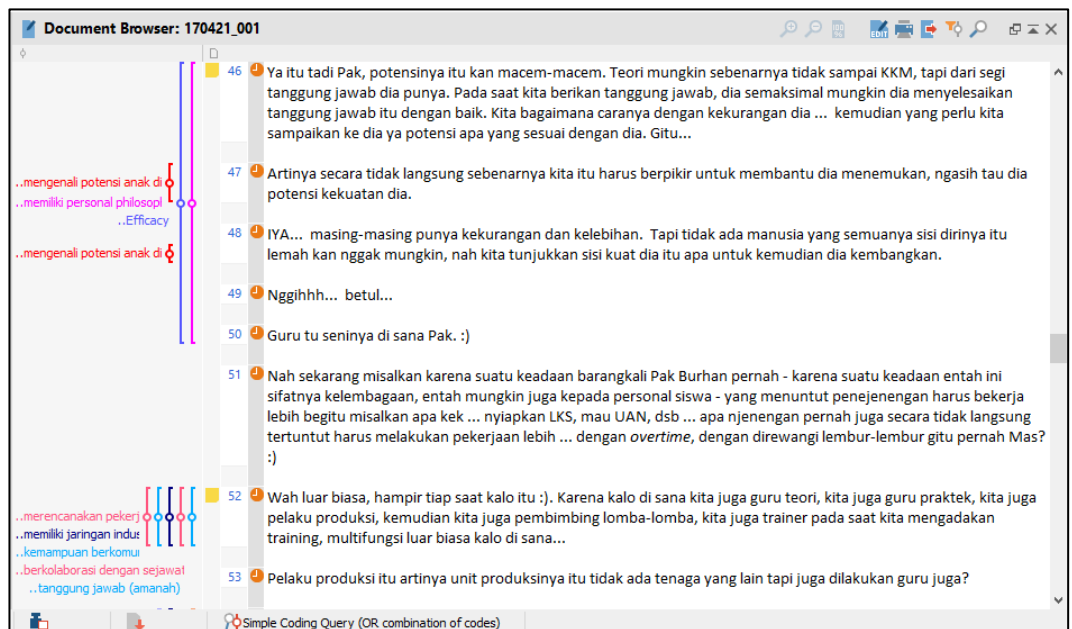 Document Browser: 170421_001
46 Ya itu tadi Pak, potensinya itu kan macem-macem. Teori mungkin sebenarnya tidak sampai KKM, tapi dari segi
tanggung jawab dia punya. Pada saat kita berikan tanggung jawab, dia semaksimal mungkin dia menyelesaikan
tanggung jawab itu dengan baik. Kita bagaimana caranya dengan kekurangan dia ... kemudian yang perlu kita
sampaikan ke dia ya potensi apa yang sesuai dengan dia. Gitu...
..mengenali potensi anak di
..memiliki personal philosopl
..Efficacy
..mengenali potensi anak di
47 Artinya secara tidak langsung sebenarnya kita itu harus berpikir untuk membantu dia menemukan, ngasih tau dia
potensi kekuatan dia.
48 IYA... masing-masing punya kekurangan dan kelebihan. Tapi tidak ada manusia yang semuanya sisi dirinya itu
lemah kan nggak mungkin, nah kita tunjukkan sisi kuat dia itu apa untuk kemudian dia kembangkan.
49 Nggihhh... betul...
50 Guru tu seninya di sana Pak. :)
51 Nah sekarang misalkan karena suatu keadaan barangkali Pak Burhan pernah - karena suatu keadaan entah ini
sifatnya kelembagaan, entah mungkin juga kepada personal siswa - yang menuntut penejenengan harus bekerja
lebih begitu misalkan apa kek ... nyiapkan LKS, mau UAN, dsb ... apa njenengan pernah juga secara tidak langsung
tertuntut harus melakukan pekerjaan lebih ... dengan overtime, dengan direwangi lembur-lembur gitu pernah Mas?
:)
52 Wah luar biasa, hampir tiap saat kalo itu :). Karena kalo di sana kita juga guru teori, kita juga guru praktek, kita juga
pelaku produksi, kemudian kita juga pembimbing lomba-lomba, kita juga trainer pada saat kita mengadakan
training, multifungsi luar biasa kalo di sana...
..merencanakan pekerj
..memiliki jaringan indus
..kemampuan berkomui
..berkolaborasi dengan sejawat
..tanggung jawab (amanah)
53 Pelaku produksi itu artinya unit produksinya itu tidak ada tenaga yang lain tapi juga dilakukan guru juga?
Simple Coding Query (OR combination of codes)